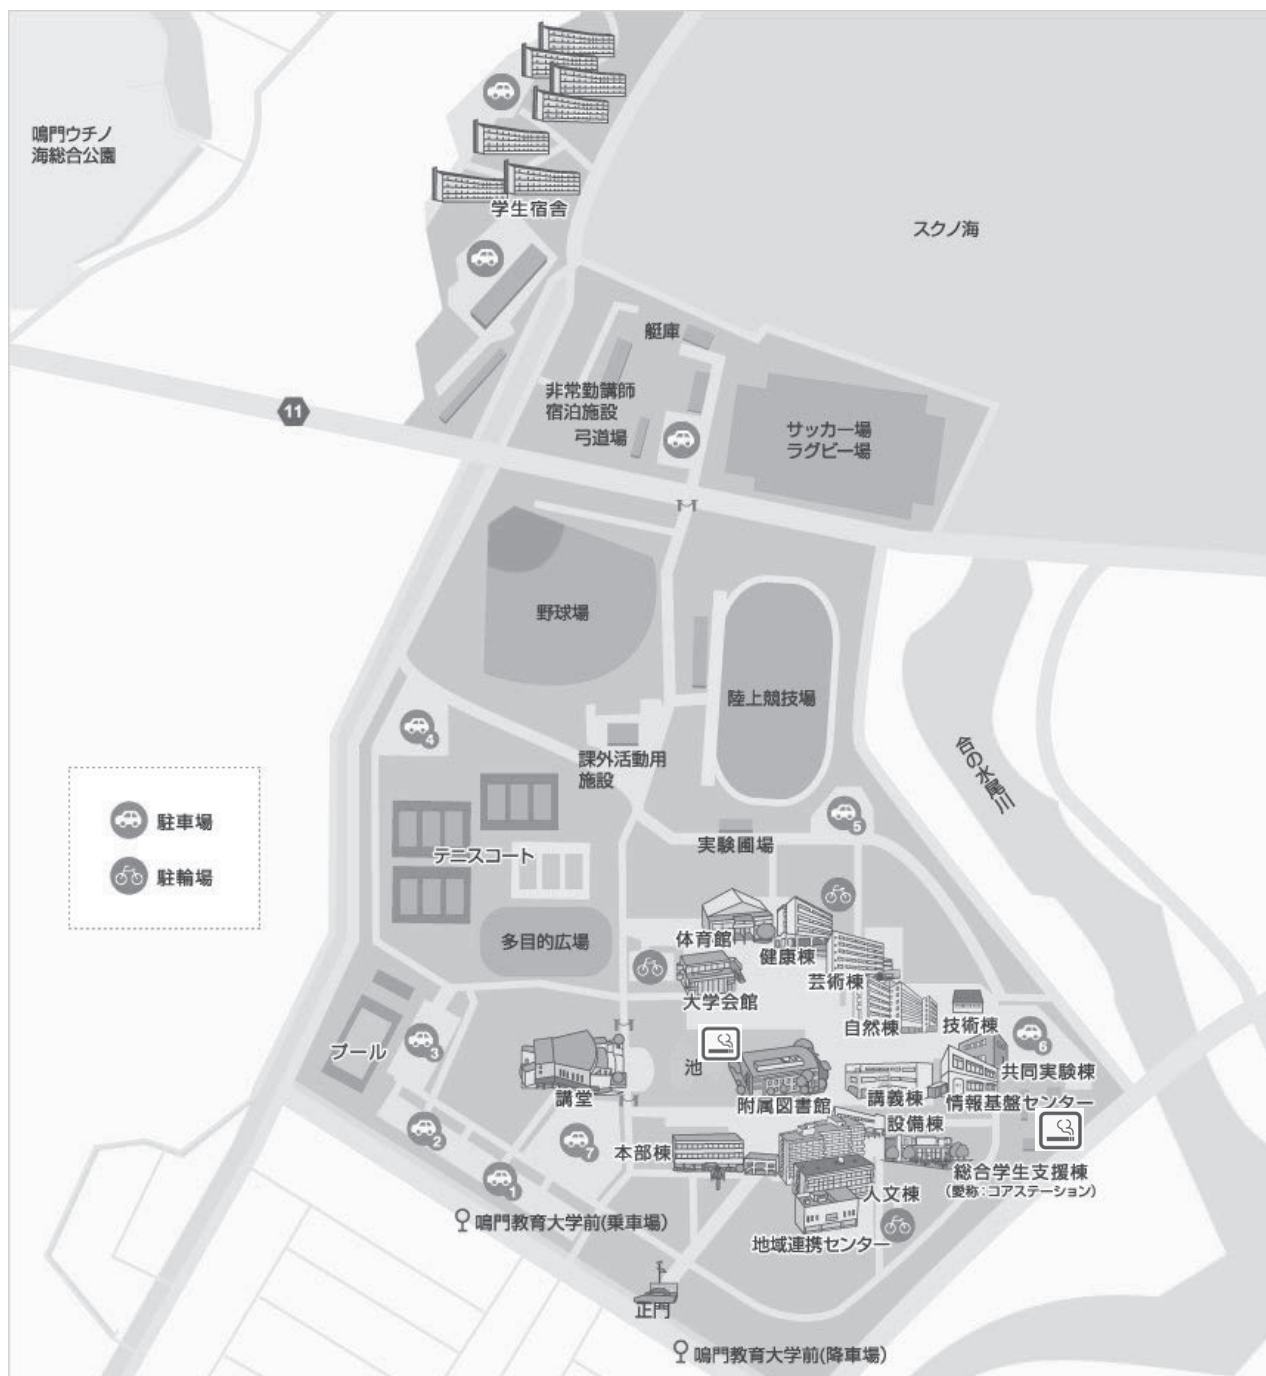 鳴門ウチノ
海総合公園
学生宿舎
スクノ海
艇庫
非常勤講師
宿泊施設
弓道場
サッカー場
ラグビー場
11
野球場
陸上競技場
4
課外活動用
施設
合の水尾川
駐車場
駐輪場
テニスコート
5
実験圃場
多目的広場
体育館
健康棟
大学会館
芸術棟
自然棟
技術棟
6
プール
3
池
共同実験棟
講堂
附属図書館
講義棟
情報基盤センター
2
7
設備棟
本部棟
総合学生支援棟
(愛称:コアステーション)
1
人文棟
鳴門教育大学前(乗車場)
地域連携センター
正門
鳴門教育大学前(降車場)